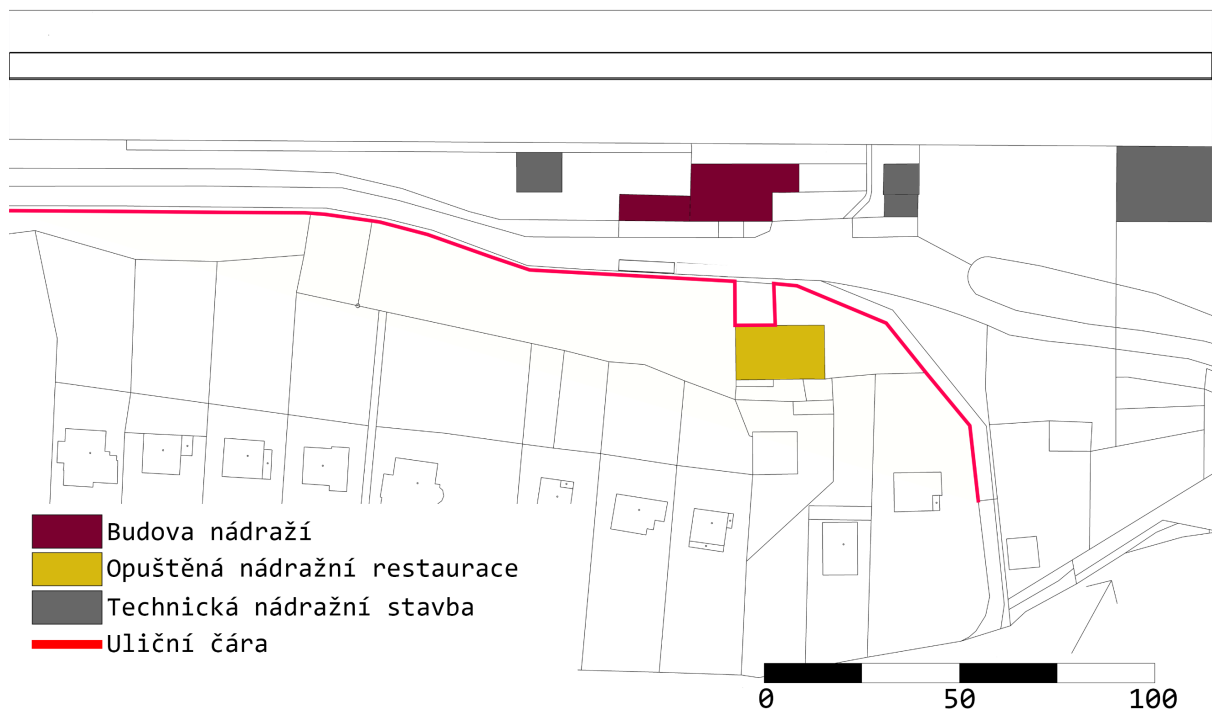 Budova nádraží
Opuštěná nádražní restaurace
Technická nádražní stavba
Uliční čára
0 50 100